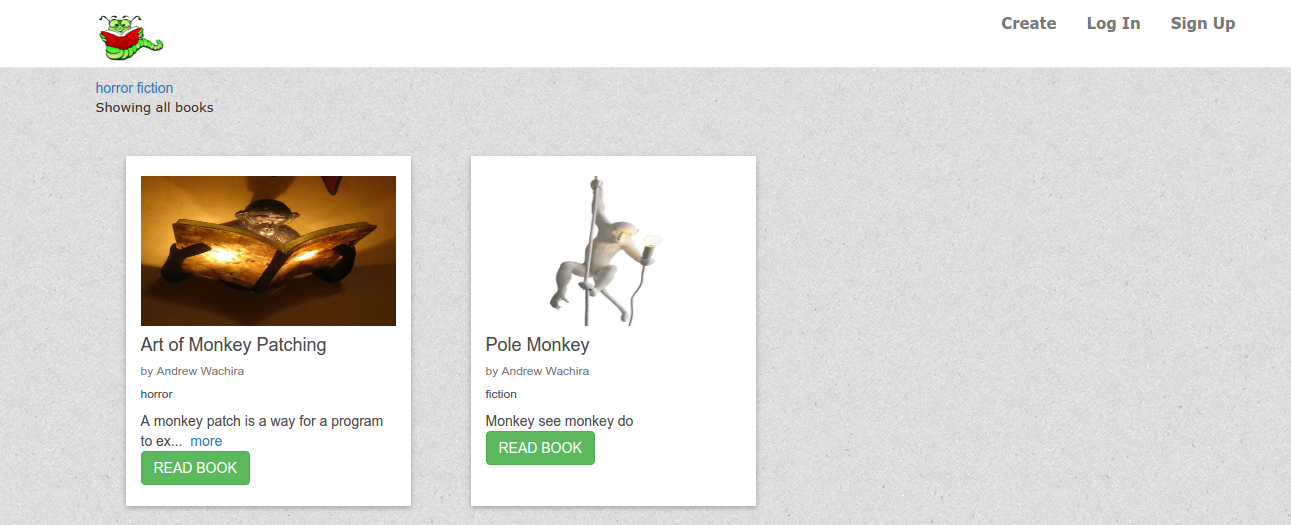 Create Log In Sign Up
horror fiction
Showing all books
Art of Monkey Patching
by Andrew Wachira
horror
A monkey patch is a way for a program
to ex... more
READ BOOK
Pole Monkey
by Andrew Wachira
fiction
Monkey see monkey do
READ BOOK